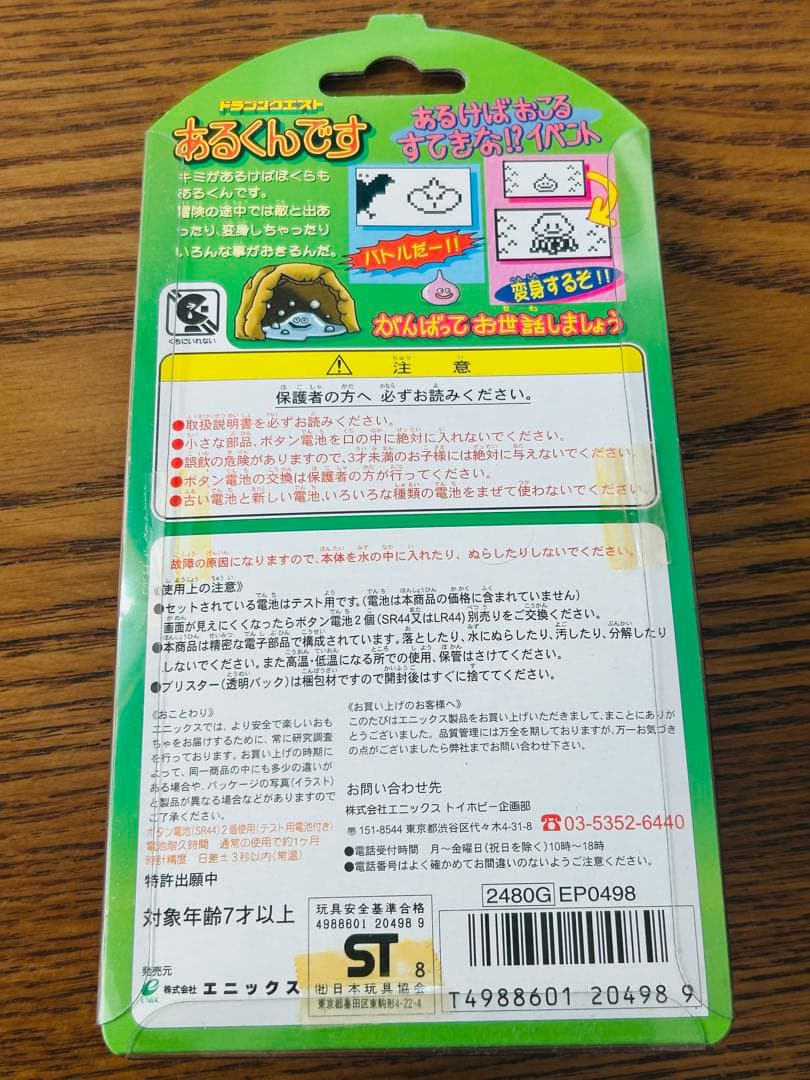 ドラゴンクエスト
あるくんです
キミがあるけばぼくらも
あるくんです。
冒険の途中では敵と出あ
ったり、変身しちゃったり
いろんな事がおきるんだ。
あるけばおこる
すてきな!?イベント
バトルだー!!
変身するぞ!!
がんばって お世話しましょう
くちにいれない
注意
保護者の方へ 必ずお読みください。
●取扱説明書を必ずお読みください。
●小さな部品、ボタン電池を口の中に絶対に入れないでください。
●誤飲の危険がありますので、3才未満のお子様には絶対に与えないでください。
●ボタン電池の交換は保護者の方が行ってください。
●古い電池と新しい電池、いろいろな種類の電池をまぜて使わないでください。
故障の原因になりますので、本体を水の中に入れたり、ぬらしたりしないでください。
《使用上の注意》
●セットされている電池はテスト用です。(電池は本商品の価格に含まれていません)
画面が見えにくくなったらボタン電池2個(SR44又はLR44)別売りをご交換ください。
●本商品は精密な電子部品で構成されています。落としたり、水にぬらしたり、汚したり、分解したり
しないでください。また高温・低温になる所での使用、保管はさけてください。
●ブリスター(透明パック)は梱包材ですので開封後はすぐに捨ててください。
《おことわり》
エニックスでは、より安全で楽しいおも
ちゃをお届けするために、常に研究調査
を行っております。お買い上げの時期に
よって、同一商品の中にも多少の違いが
ある場合や、パッケージの写真(イラスト)
と製品が異なる場合などがありますので
ご了承ください。
ボタン電池(SR44)2個使用(テスト用電池付き)
電池耐久時間 通常の使用で約1ヶ月
時計精度 日差±3秒以内(常温)
特許出願中
対象年齢7才以上
発売元
enix
株式会社 エニックス
《お買い上げのお客様へ》
このたびはエニックス製品をお買い上げいただきまして、まことにありが
とうございました。品質管理には万全を期しておりますが、万一お気づき
の点がございましたら弊社までお問い合わせ下さい。
お問い合わせ先
株式会社エニックス トイホビー企画部
〒151-8544 東京都渋谷区代々木4-31-8 ☎03-5352-6440
●電話受付時間 月～金曜日(祝日を除く)10時～18時
●電話番号はよく確かめてお間違いのないようご注意ください。
2480G EP0498
玩具安全基準合格
4988601 20498 9
ST 8
(社)日本玩具協会
東京都墨田区東駒形4-22-4
T4988601 20498 9